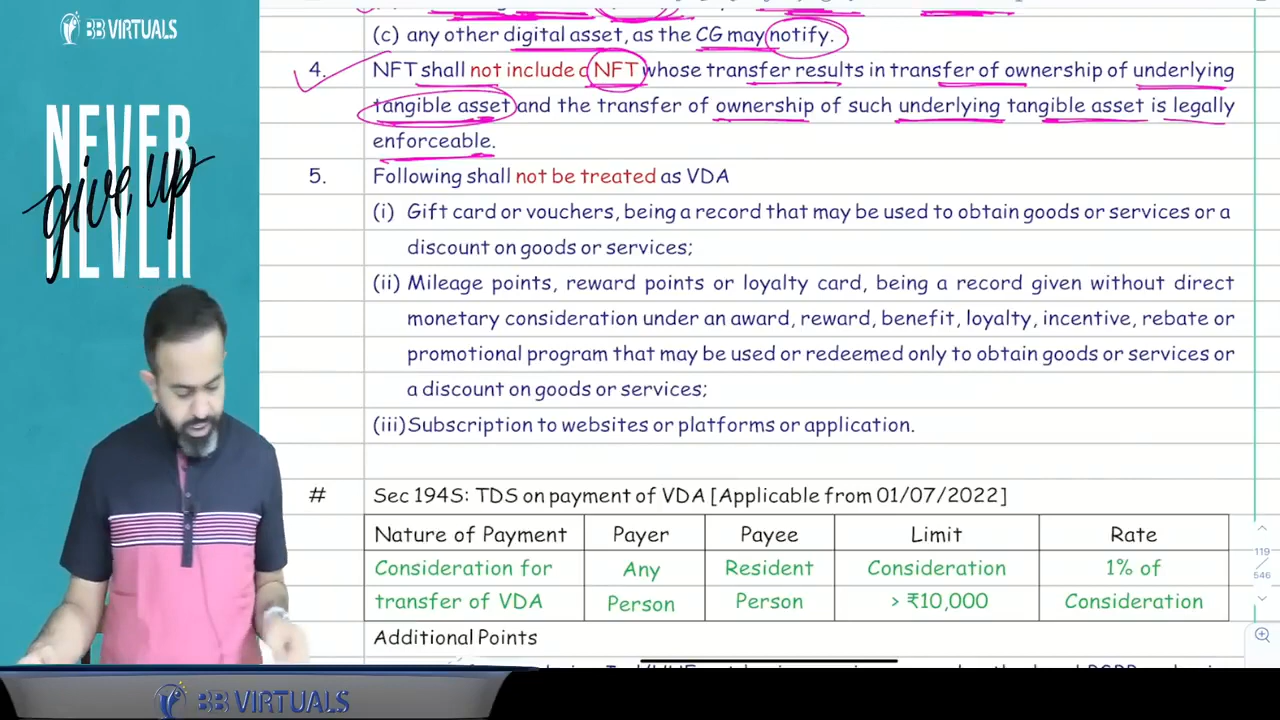 BB VIRTUALS
NEVER
give up
NEVER
(c) any other digital asset, as the CG may notify.
4. NFT shall not include a NFT whose transfer results in transfer of ownership of underlying
tangible asset and the transfer of ownership of such underlying tangible asset is legally
enforceable.
5. Following shall not be treated as VDA
(i) Gift card or vouchers, being a record that may be used to obtain goods or services or a
discount on goods or services;
(ii) Mileage points, reward points or loyalty card, being a record given without direct
monetary consideration under an award, reward, benefit, loyalty, incentive, rebate or
promotional program that may be used or redeemed only to obtain goods or services or
a discount on goods or services;
(iii) Subscription to websites or platforms or application.
# Sec 194S: TDS on payment of VDA [Applicable from 01/07/2022]
Nature of Payment Payer Payee Limit Rate
Consideration for Any Resident Consideration 1% of
transfer of VDA Person Person > ₹10,000 Consideration
Additional Points
119
546
BB VIRTUALS